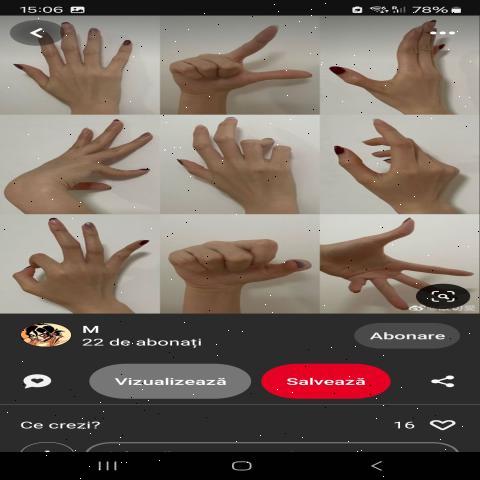 15:06
78%
M
22 de abonați
Abonare
Vizualizează
Salvează
Ce crezi?
16